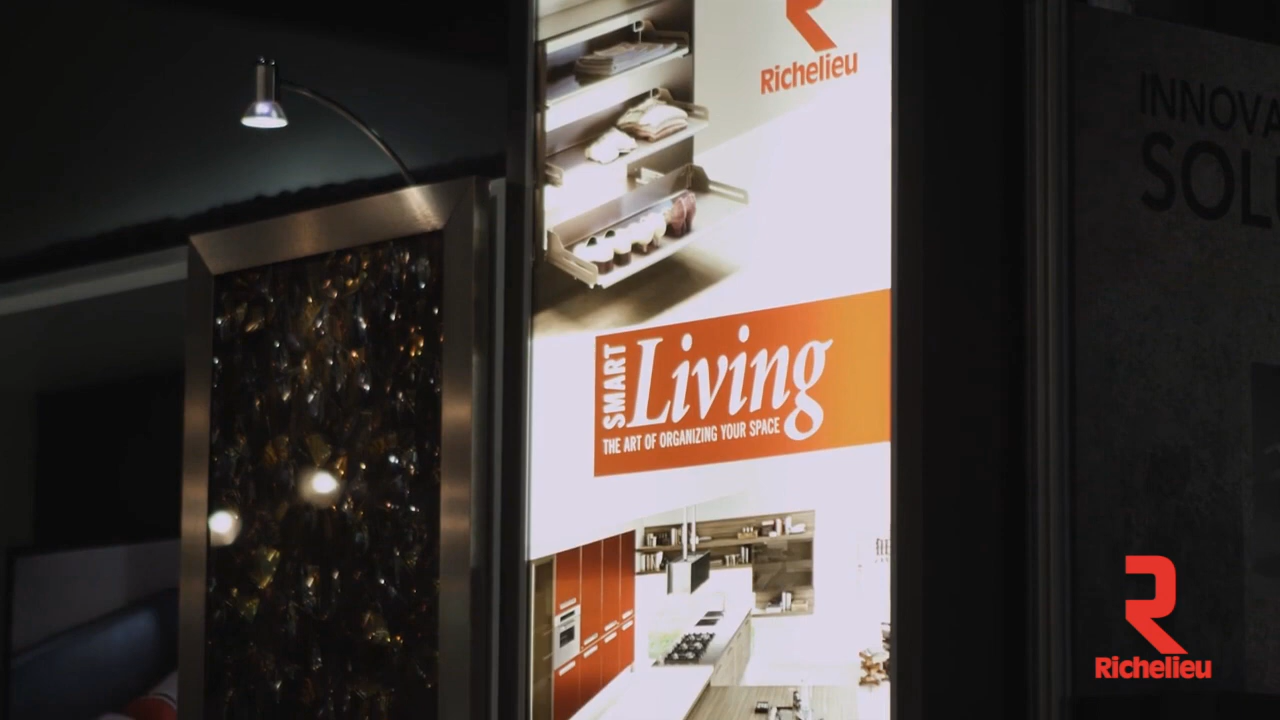 Richelieu
SMART
Living
THE ART OF ORGANIZING YOUR SPACE
Richelieu